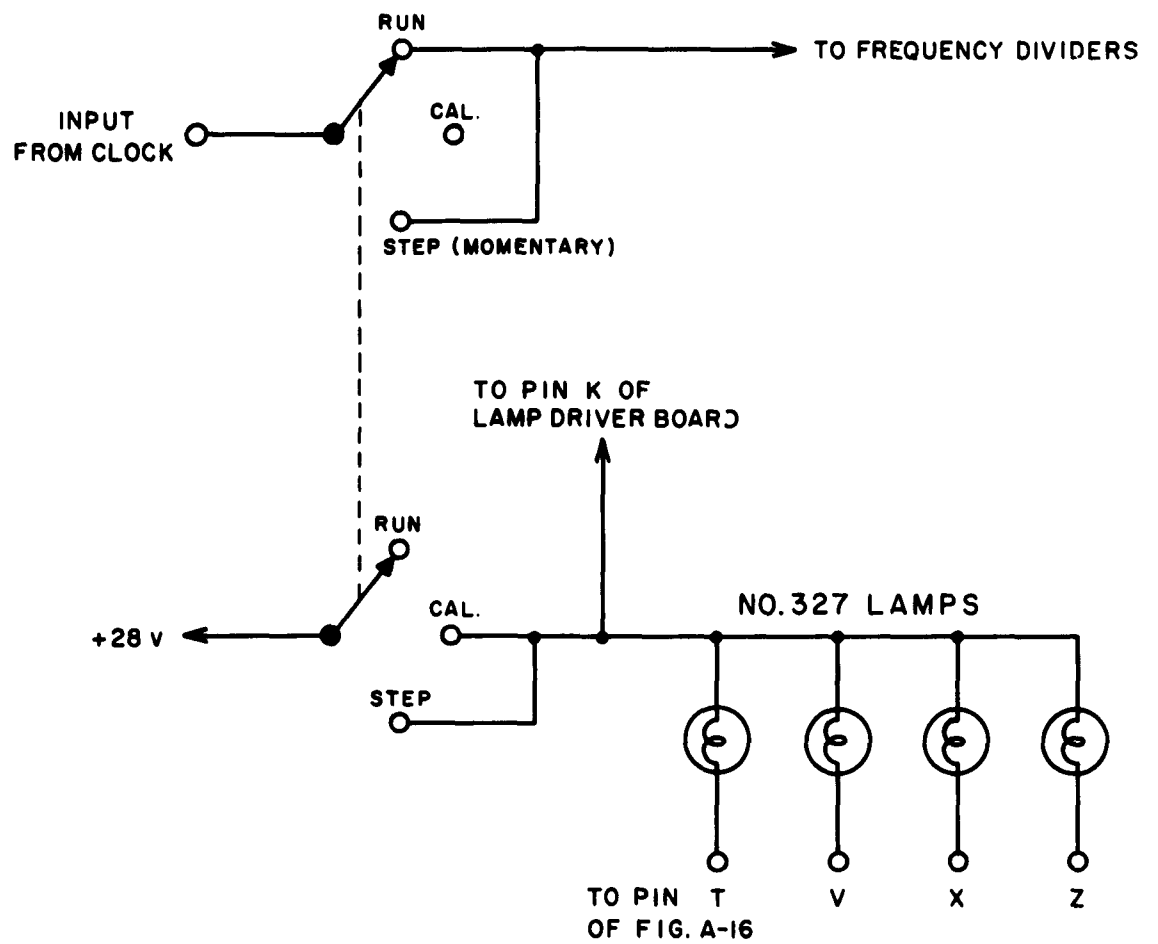 RUN
TO FREQUENCY DIVIDERS
CAL.
INPUT
FROM CLOCK
STEP (MOMENTARY)
TO PIN K OF
LAMP DRIVER BOARD
RUN
CAL.
NO.327 LAMPS
+28 V
STEP
TO PIN T V X Z
OF FIG. A-16